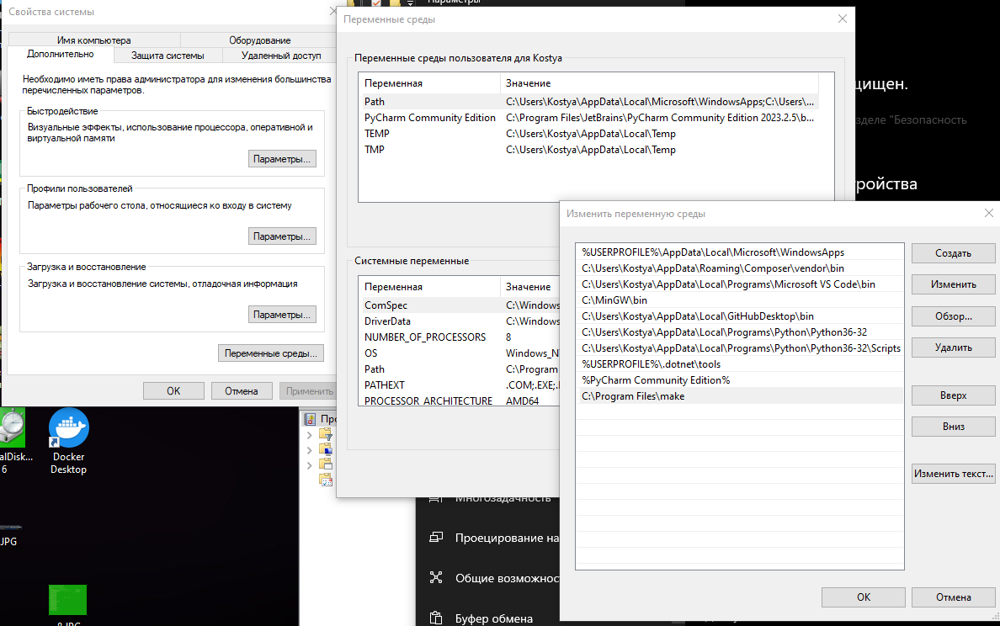 Свойства системы
Имя компьютера
Оборудование
Дополнительно
Защита системы
Удаленный доступ
Необходимо иметь права администратора для изменения большинства
перечисленных параметров.
Быстродействие
Визуальные эффекты, использование процессора, оперативной и
виртуальной памяти
Параметры...
Профили пользователей
Параметры рабочего стола, относящиеся ко входу в систему
Параметры...
Загрузка и восстановление
Загрузка и восстановление системы, отладочная информация
Параметры...
Переменные среды...
OK
Отмена
Применить
Параметры
Переменные среды
Переменные среды пользователя для Kostya
Переменная Значение
Path C:\Users\Kostya\AppData\Local\Microsoft\WindowsApps;C:\Users\...
PyCharm Community Edition C:\Program Files\JetBrains\PyCharm Community Edition 2023.2.5\b...
TEMP C:\Users\Kostya\AppData\Local\Temp
TMP C:\Users\Kostya\AppData\Local\Temp
Системные переменные
Переменная Значение
ComSpec C:\Windows
DriverData C:\Windows
NUMBER_OF_PROCESSORS 8
OS Windows_N
Path C:\Program
PATHEXT .COM;.EXE;.
PROCESSOR_ARCHITECTURE AMD64
щищен.
зделе "Безопасность
ройства
Изменить переменную среды
%USERPROFILE%\AppData\Local\Microsoft\WindowsApps
C:\Users\Kostya\AppData\Roaming\Composer\vendor\bin
C:\Users\Kostya\AppData\Local\Programs\Microsoft VS Code\bin
C:\MinGW\bin
C:\Users\Kostya\AppData\Local\GitHubDesktop\bin
C:\Users\Kostya\AppData\Local\Programs\Python\Python36-32
C:\Users\Kostya\AppData\Local\Programs\Python\Python36-32\Scripts
%USERPROFILE%\.dotnet\tools
%PyCharm Community Edition%
C:\Program Files\make
Создать
Изменить
Обзор...
Удалить
Вверх
Вниз
Изменить текст...
OK
Отмена
alDisk...
6
Docker
Desktop
JPG
8.JPG
Про
Многозадачность
Проецирование на
Общие возможнос
Буфер обмена